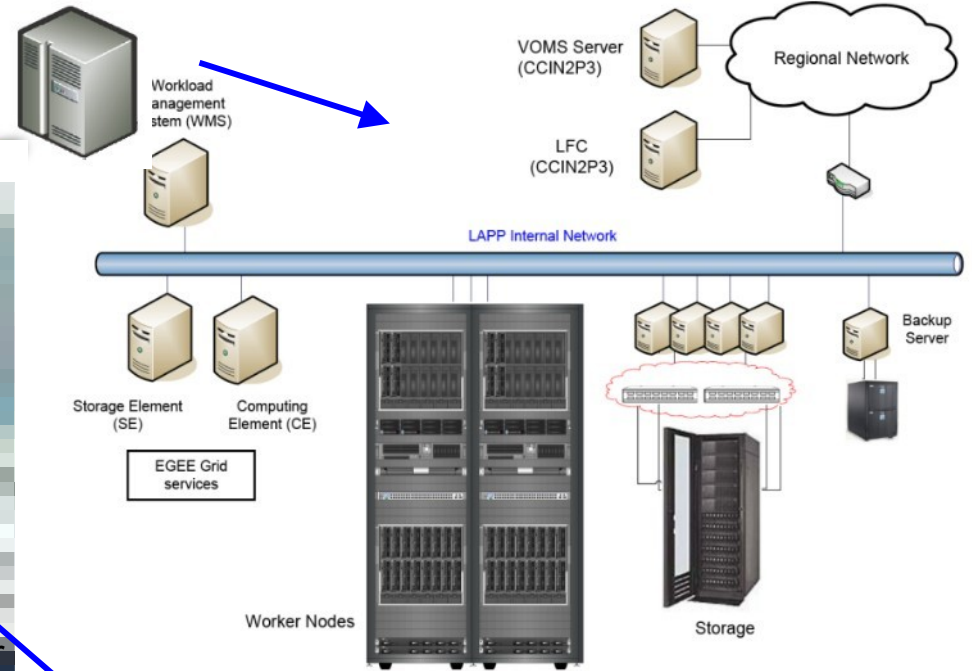 Workload
anagement
stem (WMS)
VOMS Server
(CCIN2P3)
Regional Network
LFC
(CCIN2P3)
LAPP Internal Network
Storage Element
(SE)
Computing
Element (CE)
EGEE Grid
services
Backup
Server
Worker Nodes
Storage